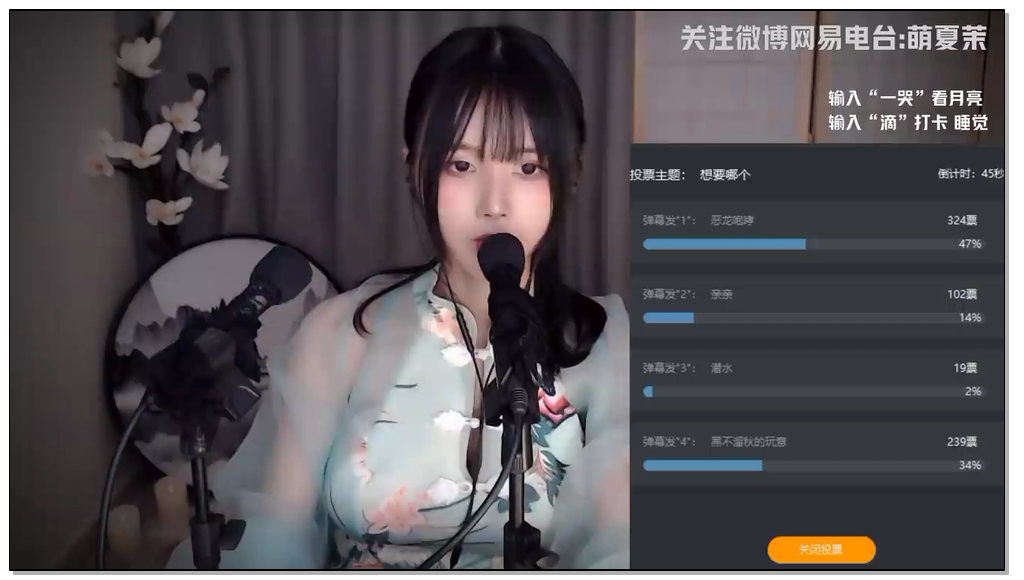 关注微博网易电台:萌夏茉
输入“一哭”看月亮
输入“滴”打卡 睡觉
投票主题: 想要哪个 倒计时: 45秒
弹幕发"1": 恶龙咆哮 324票
47%
弹幕发"2": 亲亲 102票
14%
弹幕发"3": 潜水 19票
2%
弹幕发"4": 黑不溜秋的玩意 239票
34%
关闭投票